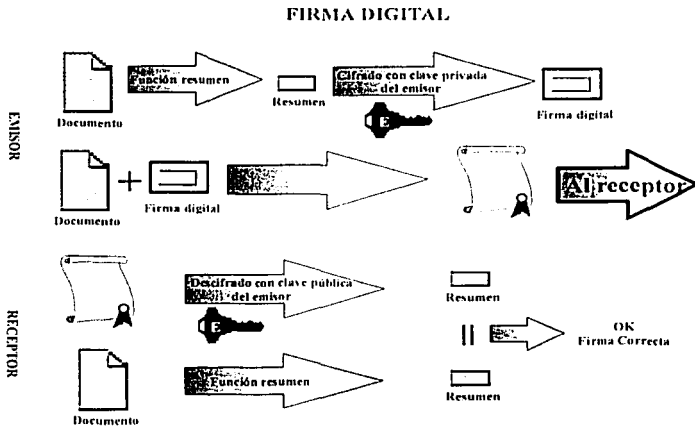 FIRMA DIGITAL
EMISOR
Función resumen
Documento
Resumen
Cifrado con clave privada
del emisor
E
Firma digital
Documento
+
Firma digital
Al receptor
RECEPTOR
Descifrado con clave pública
del emisor
E
Resumen
Documento
Función resumen
Resumen
=
OK
Firma Correcta